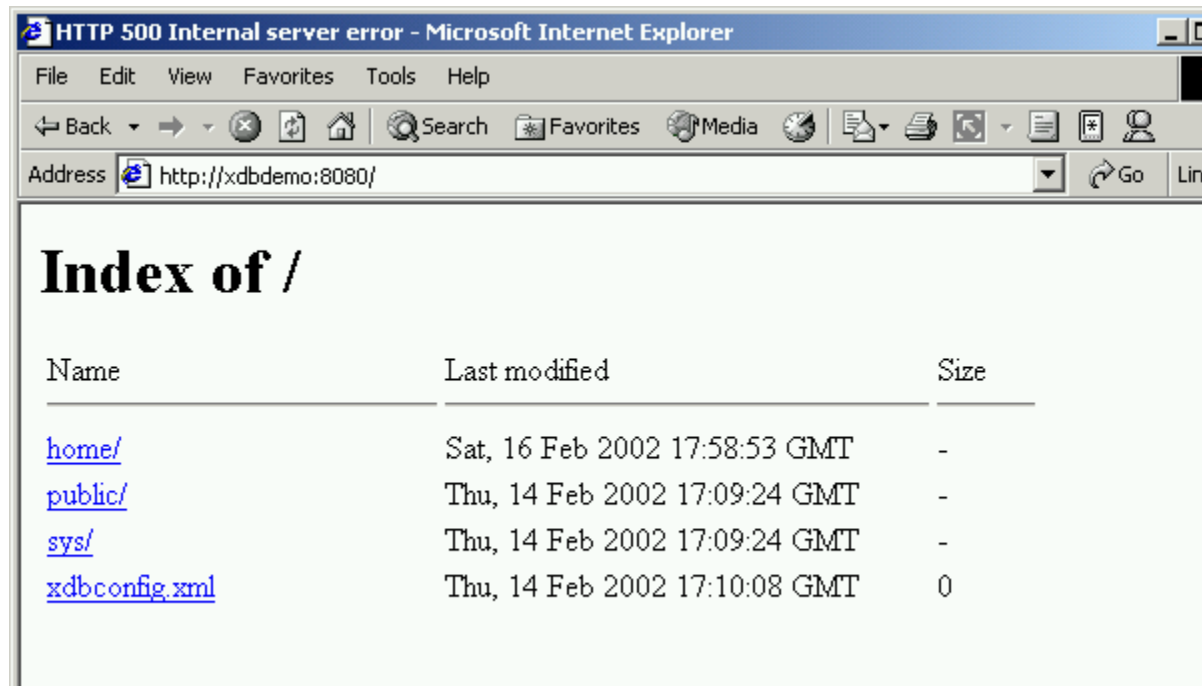 HTTP 500 Internal server error - Microsoft Internet Explorer
File Edit View Favorites Tools Help
Back Search Favorites Media
Address http://xdbdemo:8080/ Go Lin
Index of /
Name Last modified Size
home/ Sat, 16 Feb 2002 17:58:53 GMT -
public/ Thu, 14 Feb 2002 17:09:24 GMT -
sys/ Thu, 14 Feb 2002 17:09:24 GMT -
xdbconfig.xml Thu, 14 Feb 2002 17:10:08 GMT 0